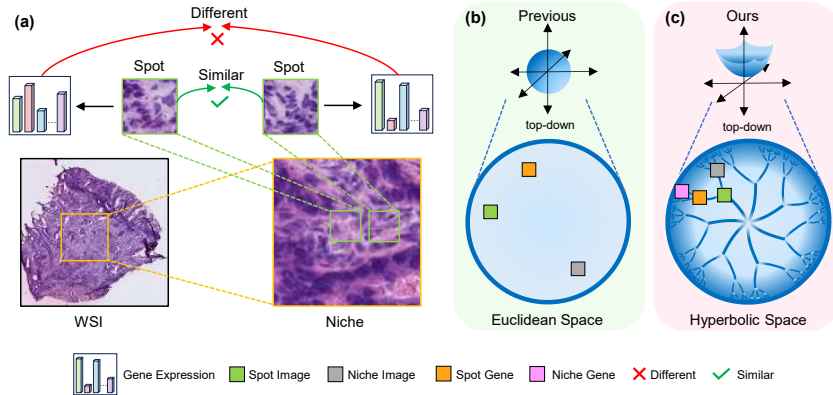 (a)
Different
Spot
Similar
Spot
WSI
Niche
(b)
Previous
top-down
Euclidean Space
(c)
Ours
top-down
Hyperbolic Space
Gene Expression
Spot Image
Niche Image
Spot Gene
Niche Gene
Different
Similar